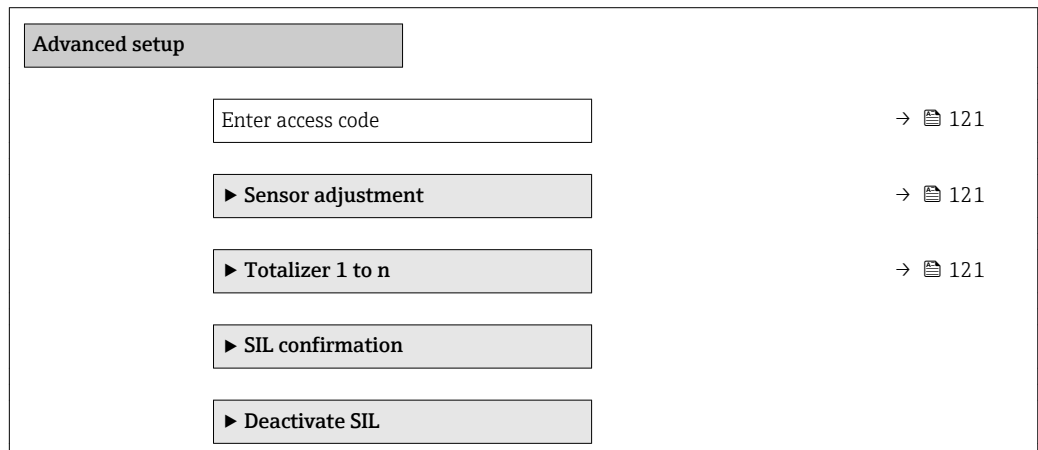 Advanced setup
Enter access code → 121
▶ Sensor adjustment → 121
▶ Totalizer 1 to n → 121
▶ SIL confirmation
▶ Deactivate SIL